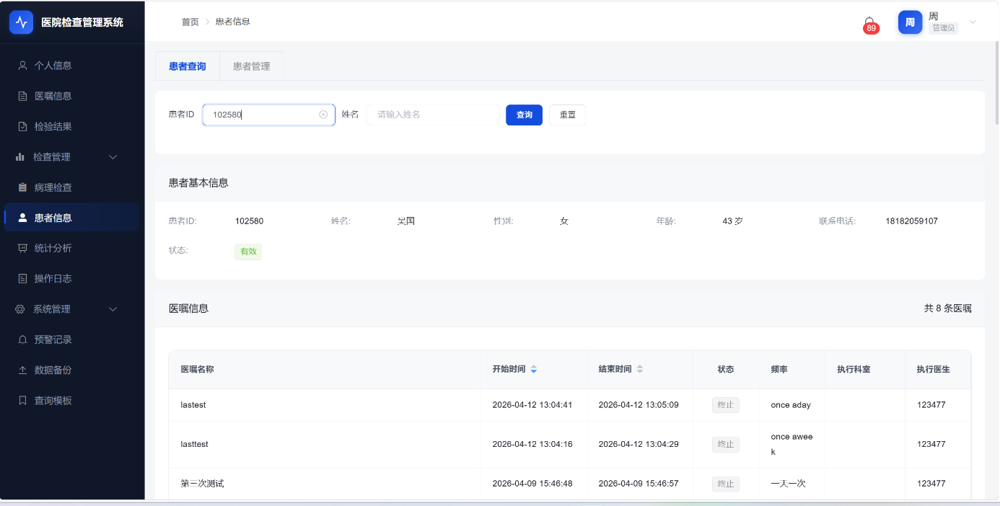 医院检查管理系统
首页 > 患者信息
89
周
周
管理员
个人信息
医嘱信息
检验结果
检查管理
病理检查
患者信息
统计分析
操作日志
系统管理
预警记录
数据备份
查询模板
患者查询 患者管理
患者ID 102580 姓名 请输入姓名 查询 重置
患者基本信息
患者ID: 102580 姓名: 吴国 性别: 女 年龄: 43 岁 联系电话: 18182059107
状态: 有效
医嘱信息 共 8 条医嘱
医嘱名称 开始时间 结束时间 状态 频率 执行科室 执行医生
lastest 2026-04-12 13:04:41 2026-04-12 13:05:09 终止 once aday 123477
lasttest 2026-04-12 13:04:16 2026-04-12 13:04:29 终止 once awee
k 123477
第三次测试 2026-04-09 15:46:48 2026-04-09 15:46:57 终止 一天一次 123477